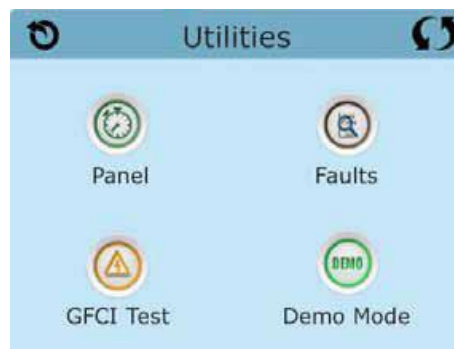 Utilities
Panel
Faults
DEMO
GFCI Test
Demo Mode